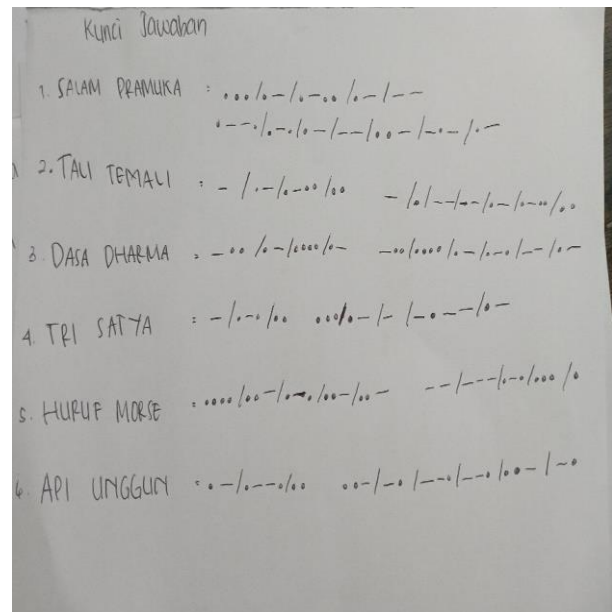 Kunci Jawaban
1. SALAM PRAMUKA : ●●●/●-/●-●●/●-/--
●--●/●-●/●-/--/●●-/-●-/●-
2. TALI TEMALI : -/●-/●-●●/●● -/●/--/●-/●-/●-●●/●●
3. DASA DHARMA : -●●/●-/●●●●/●- -●●/●●●●/●-/●-●/--/●-
4. TRI SATYA : -/●-●/●● ●●●/●-/-/-●--/●-
5. HURUF MORSE : ●●●●/●●-/●-●/●●-/●●- --/---/●-●/●●●/●
6. API UNGGUN : ●-/●--●/●● ●●-/-●/--●/--●/●●-/-●